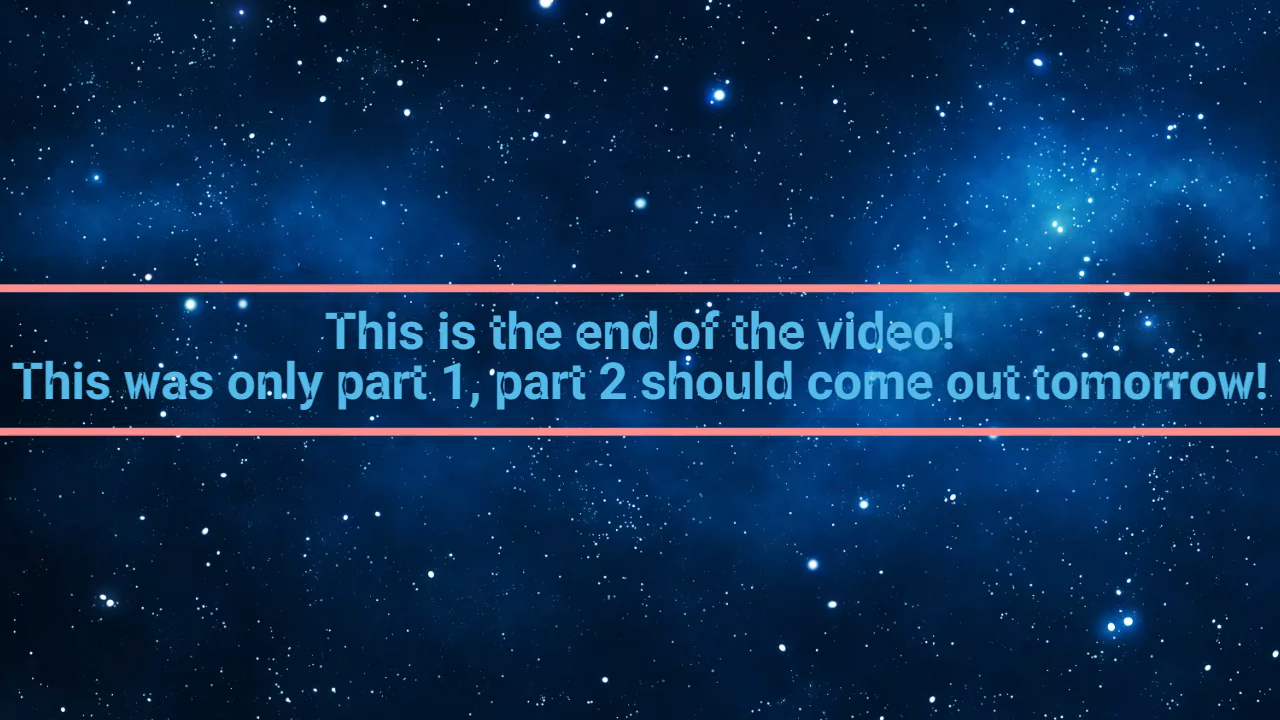 This is the end of the video!
This was only part 1, part 2 should come out tomorrow!